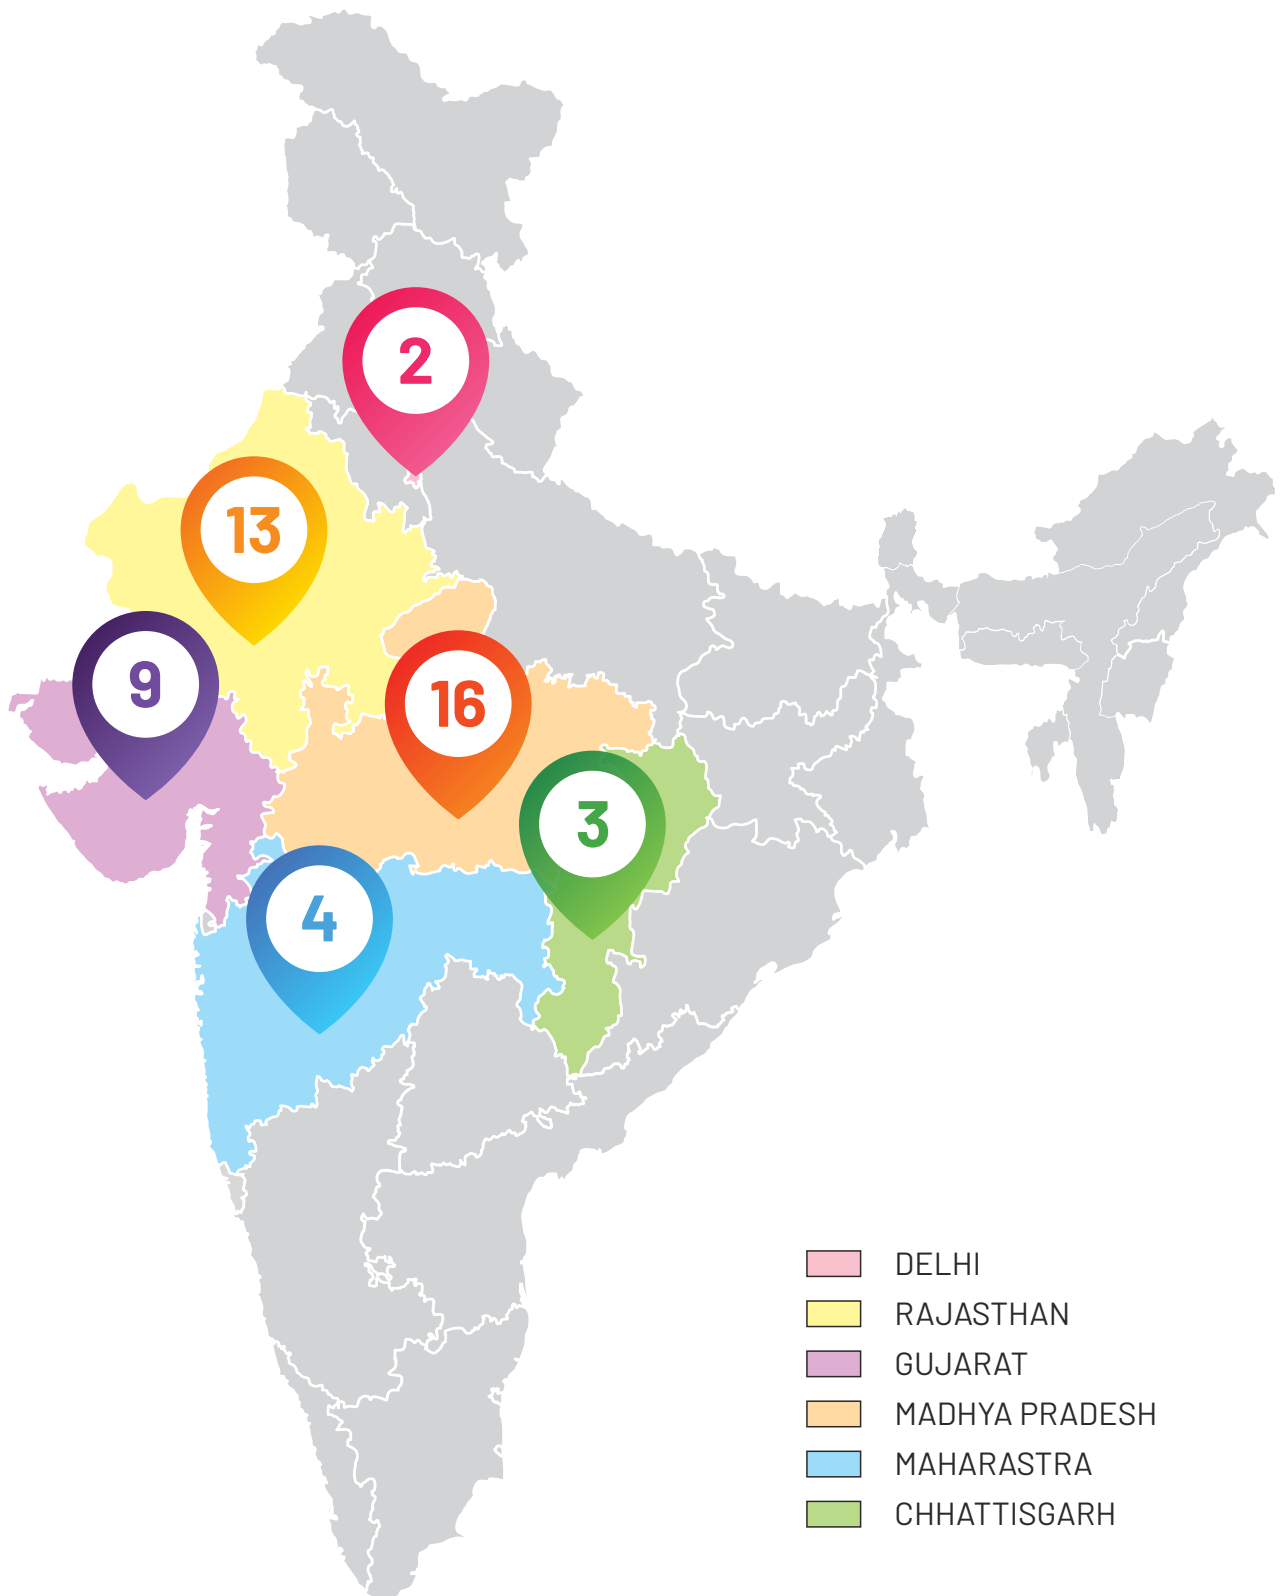 2
13
9
16
3
4
DELHI
RAJASTHAN
GUJARAT
MADHYA PRADESH
MAHARASTRA
CHHATTISGARH